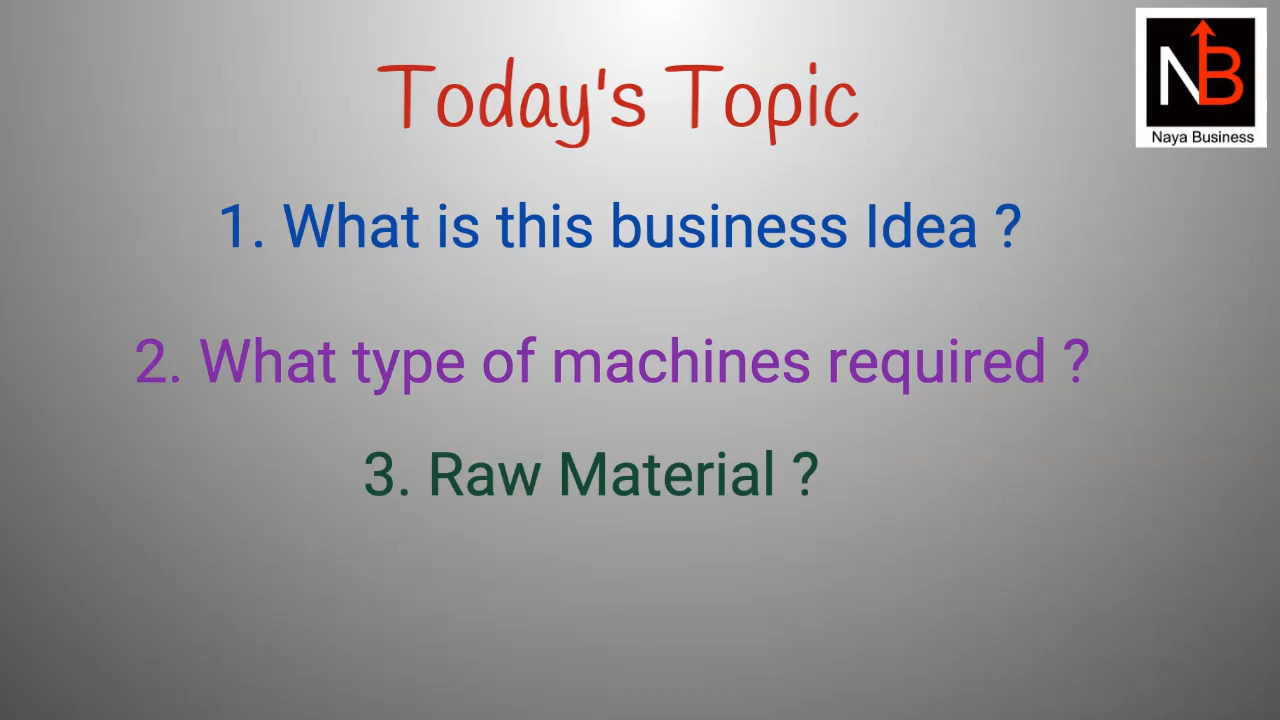 Today's Topic
NB
Naya Business
1. What is this business Idea ?
2. What type of machines required ?
3. Raw Material ?